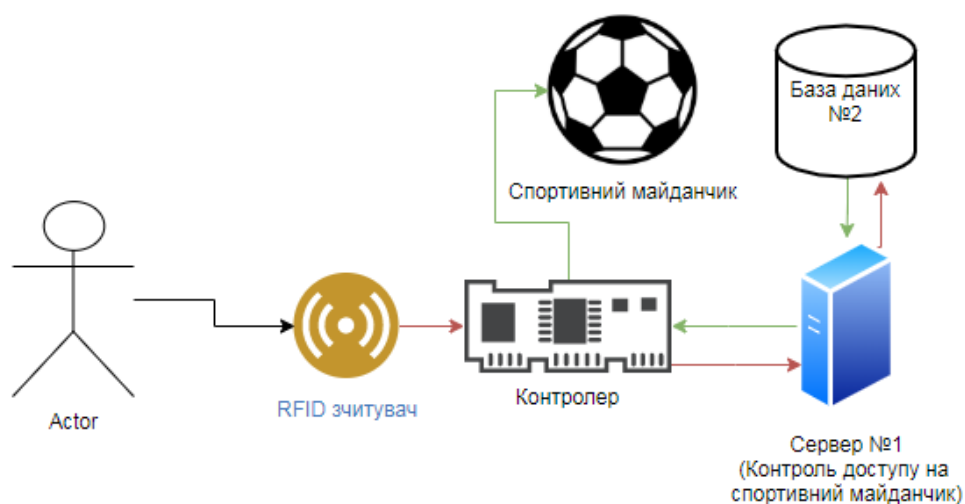 База даних
№2
Спортивний майданчик
Actor
RFID зчитувач
Контролер
Сервер №1
(Контроль доступу на
спортивний майданчик)